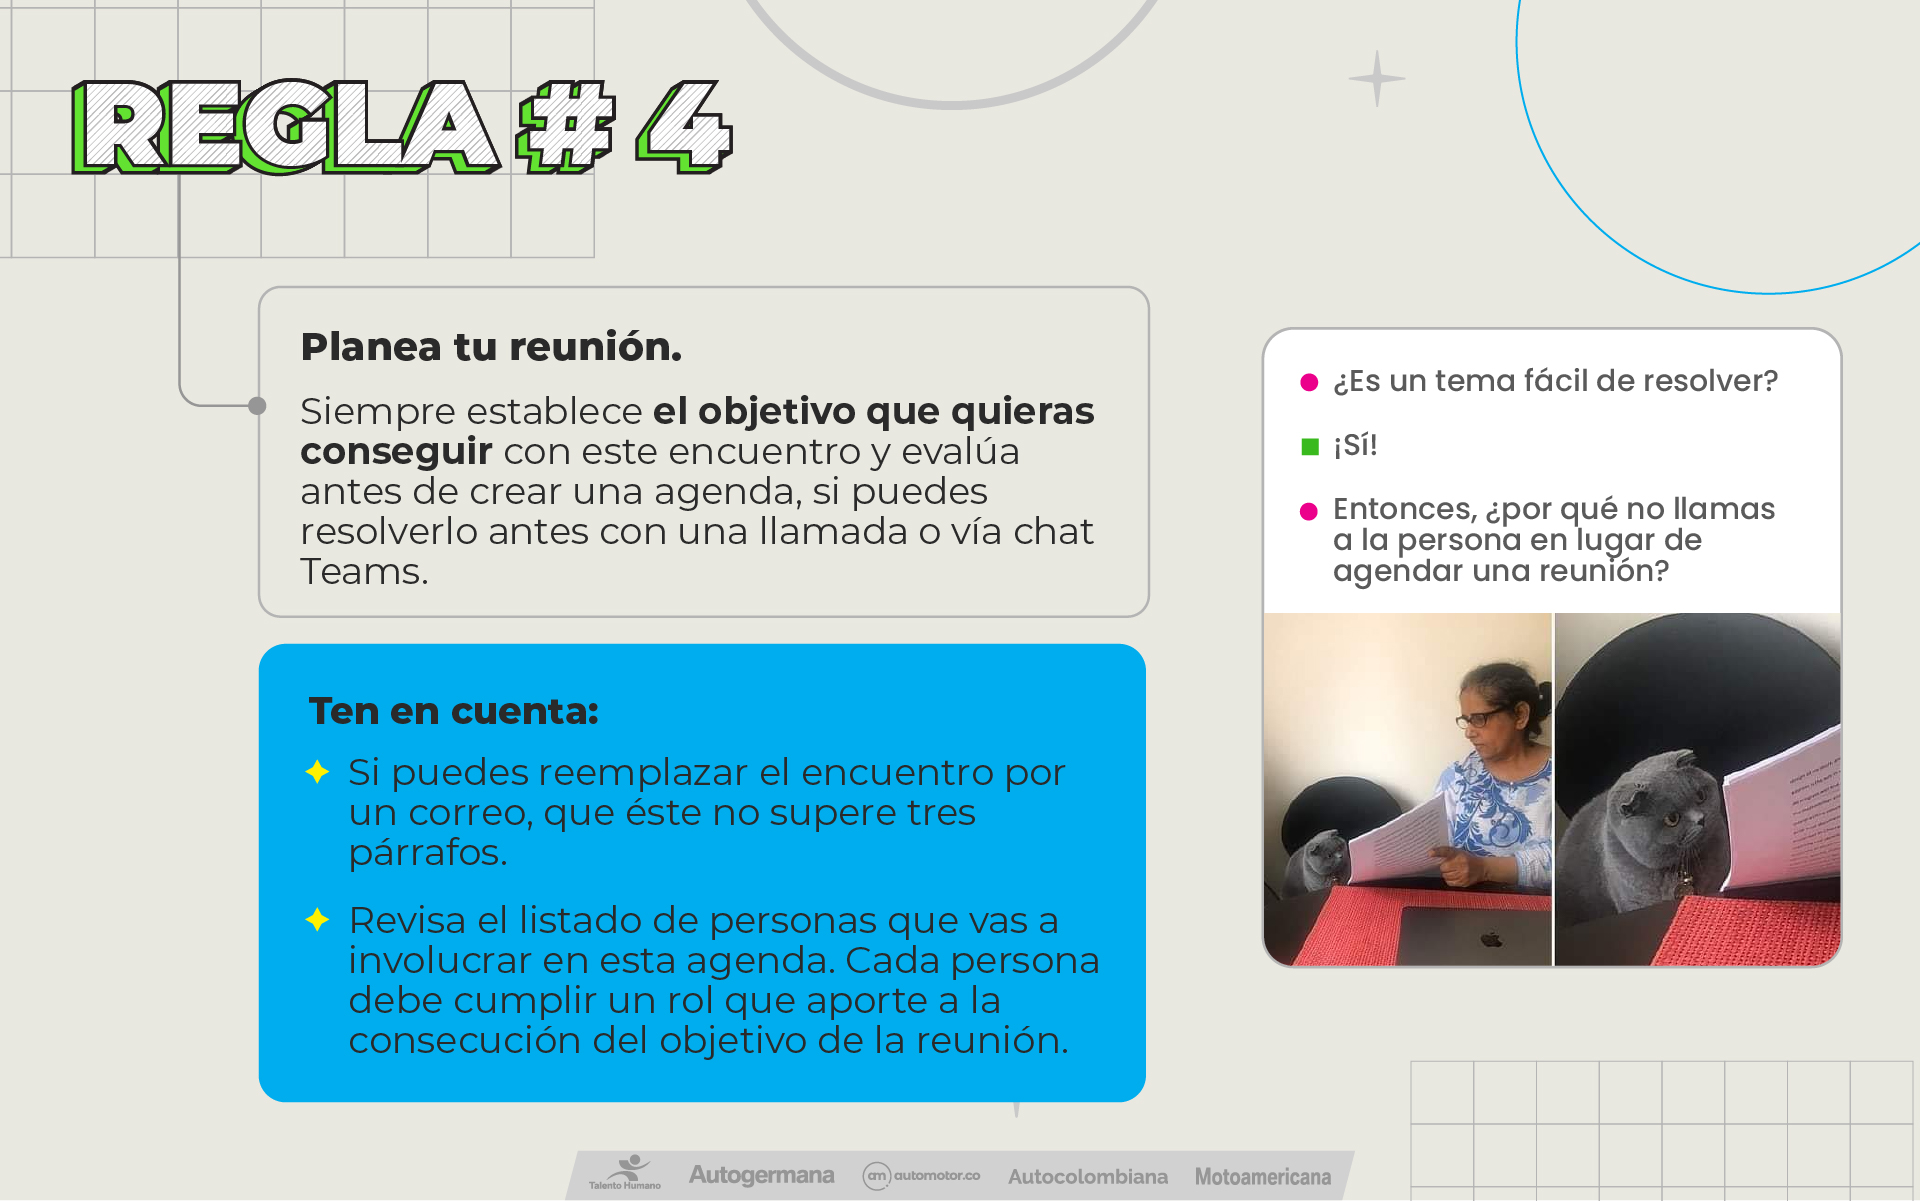 REGLA # 4
Planea tu reunión.
Siempre establece el objetivo que quieras
conseguir con este encuentro y evalúa
antes de crear una agenda, si puedes
resolverlo antes con una llamada o vía chat
Teams.
Ten en cuenta:
Si puedes reemplazar el encuentro por
un correo, que éste no supere tres
párrafos.
Revisa el listado de personas que vas a
involucrar en esta agenda. Cada persona
debe cumplir un rol que aporte a la
consecución del objetivo de la reunión.
¿Es un tema fácil de resolver?
¡Sí!
Entonces, ¿por qué no llamas
a la persona en lugar de
agendar una reunión?
Talento Humano
Autogermana
am automotor.co
Autocolombiana
Motoamericana